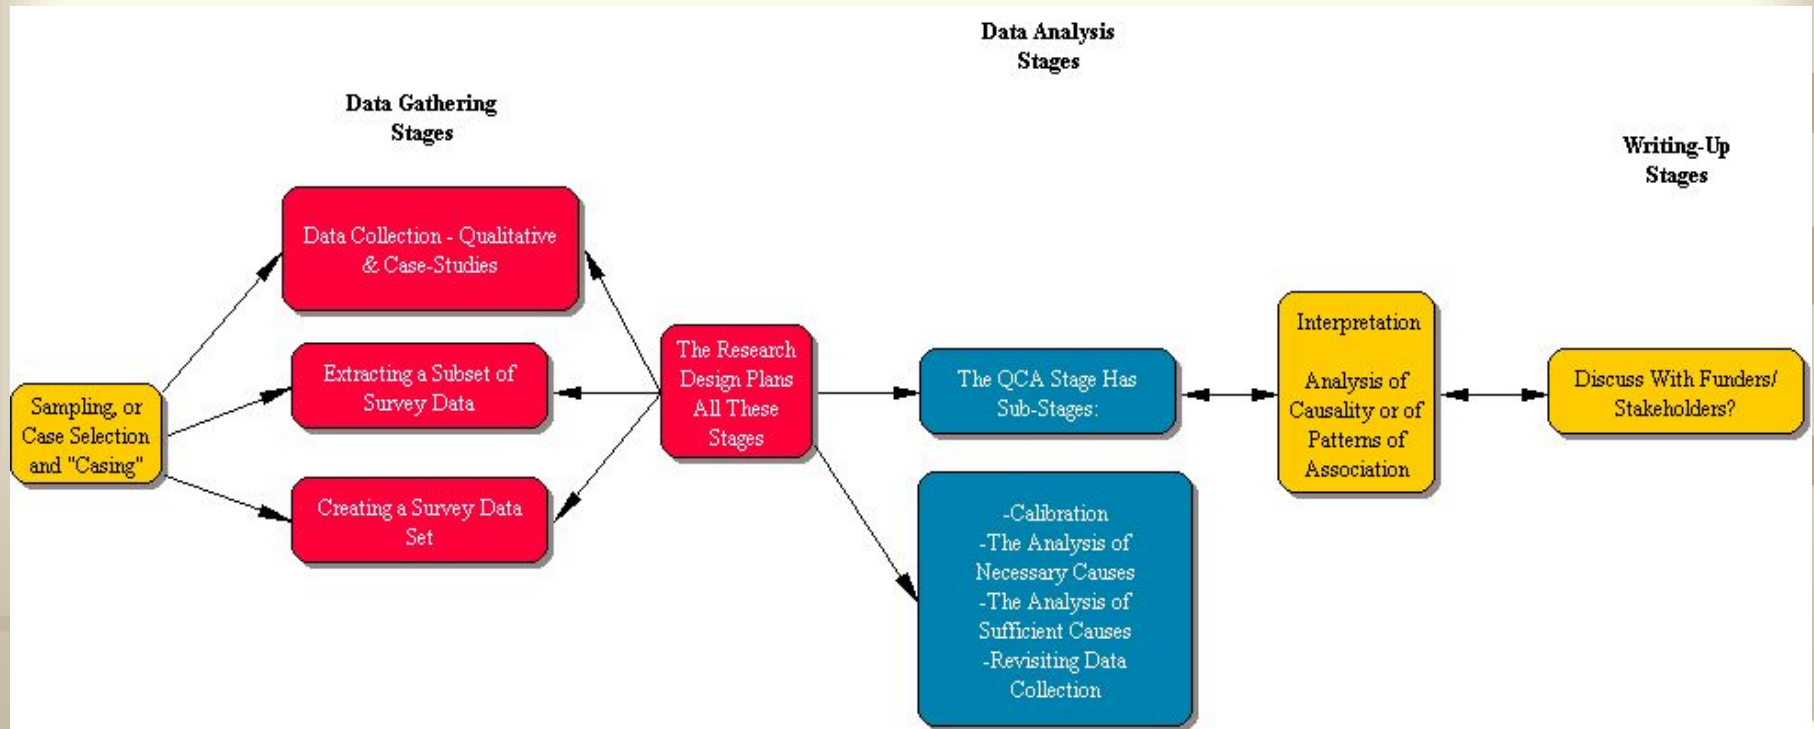 Data Analysis
Stages
Data Gathering
Stages
Writing-Up
Stages
Data Collection - Qualitative
& Case-Studies
Extracting a Subset of
Survey Data
Creating a Survey Data
Set
Sampling, or
Case Selection
and "Casing"
The Research
Design Plans
All These
Stages
The QCA Stage Has
Sub-Stages:
-Calibration
-The Analysis of
Necessary Causes
-The Analysis of
Sufficient Causes
-Revisiting Data
Collection
Interpretation
Analysis of
Causality or of
Patterns of
Association
Discuss With Funders/
Stakeholders?